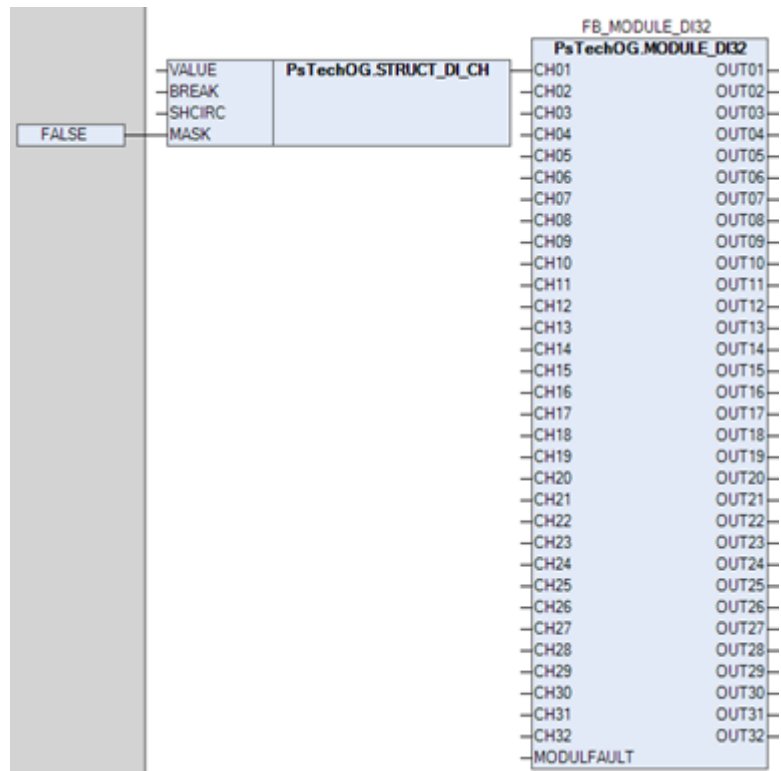 FB_MODULE_DI32
PsTechOG.MODULE_DI32
VALUE PsTechOG.STRUCT_DI_CH CH01 OUT01
BREAK CH02 OUT02
SHCIRC CH03 OUT03
FALSE MASK CH04 OUT04
CH05 OUT05
CH06 OUT06
CH07 OUT07
CH08 OUT08
CH09 OUT09
CH10 OUT10
CH11 OUT11
CH12 OUT12
CH13 OUT13
CH14 OUT14
CH15 OUT15
CH16 OUT16
CH17 OUT17
CH18 OUT18
CH19 OUT19
CH20 OUT20
CH21 OUT21
CH22 OUT22
CH23 OUT23
CH24 OUT24
CH25 OUT25
CH26 OUT26
CH27 OUT27
CH28 OUT28
CH29 OUT29
CH30 OUT30
CH31 OUT31
CH32 OUT32
MODULFAULT